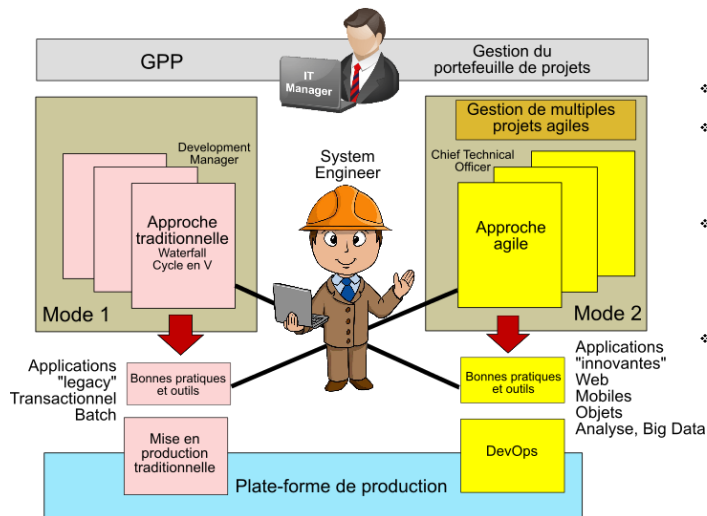 GPP
IT
Manager
Gestion du
portefeuille de projets
Gestion de multiples
projets agiles
Development
Manager
System
Engineer
Chief Technical
Officer
Approche
traditionnelle
Waterfall
Cycle en V
Approche
agile
Mode 1
Mode 2
Applications
"legacy"
Transactionnel
Batch
Bonnes pratiques
et outils
Bonnes pratiques
et outils
Applications
"innovantes"
Web
Mobiles
Objets
Analyse, Big Data
Mise en
production
traditionnelle
DevOps
Plate-forme de production